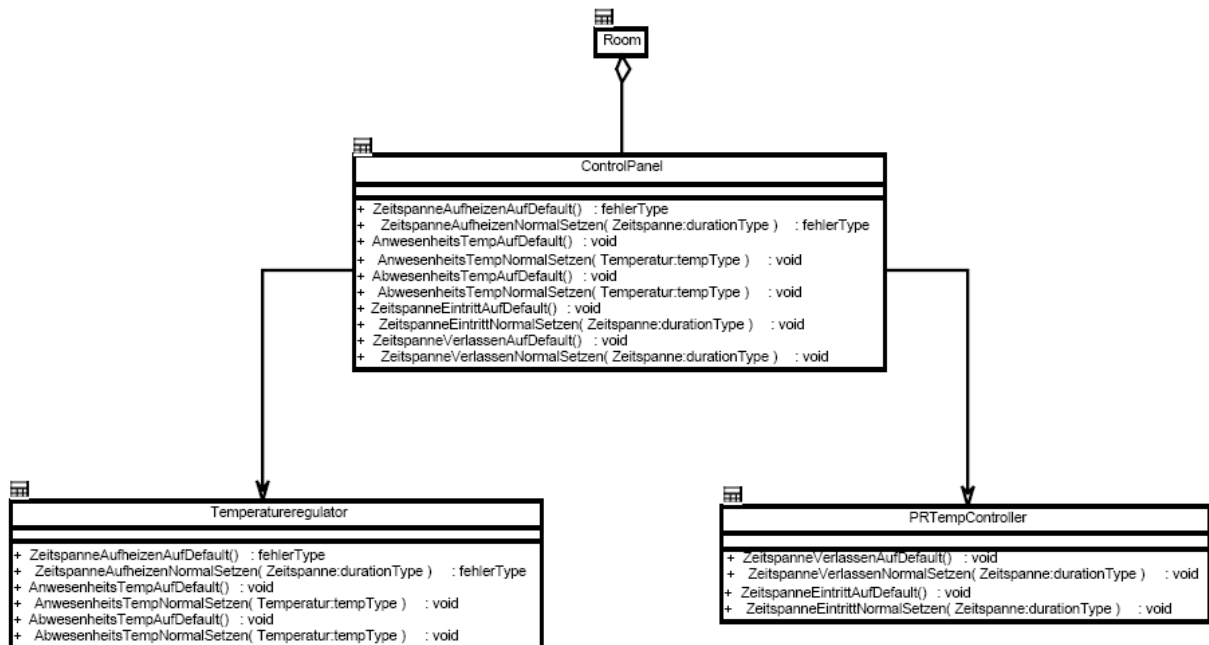 Room
ControlPanel
+ ZeitspanneAufheizenAufDefault() : fehlerType
+ ZeitspanneAufheizenNormalSetzen( Zeitspanne:durationType ) : fehlerType
+ AnwesenheitsTempAufDefault() : void
+ AnwesenheitsTempNormalSetzen( Temperatur:tempType ) : void
+ AbwesenheitsTempAufDefault() : void
+ AbwesenheitsTempNormalSetzen( Temperatur:tempType ) : void
+ ZeitspanneEintrittAufDefault() : void
+ ZeitspanneEintrittNormalSetzen( Zeitspanne:durationType ) : void
+ ZeitspanneVerlassenAufDefault() : void
+ ZeitspanneVerlassenNormalSetzen( Zeitspanne:durationType ) : void
Temperatureregulator
+ ZeitspanneAufheizenAufDefault() : fehlerType
+ ZeitspanneAufheizenNormalSetzen( Zeitspanne:durationType ) : fehlerType
+ AnwesenheitsTempAufDefault() : void
+ AnwesenheitsTempNormalSetzen( Temperatur:tempType ) : void
+ AbwesenheitsTempAufDefault() : void
+ AbwesenheitsTempNormalSetzen( Temperatur:tempType ) : void
PRTempController
+ ZeitspanneVerlassenAufDefault() : void
+ ZeitspanneVerlassenNormalSetzen( Zeitspanne:durationType ) : void
+ ZeitspanneEintrittAufDefault() : void
+ ZeitspanneEintrittNormalSetzen( Zeitspanne:durationType ) : void